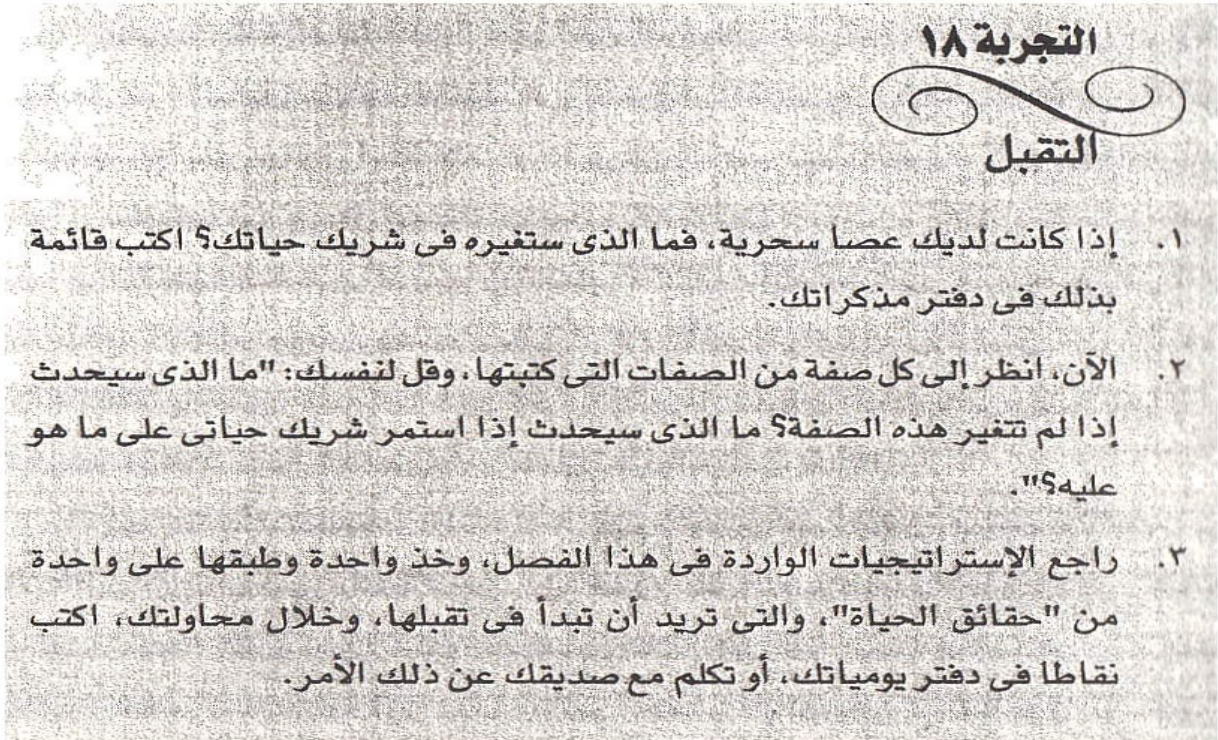 التجربة ١٨
التقبل
١. إذا كانت لديك عصا سحرية، فما الذى ستغيره فى شريك حياتك؟ اكتب قائمة
بذلك فى دفتر مذكراتك.
٢. الآن، انظر إلى كل صفة من الصفات التى كتبتها، وقل لنفسك: "ما الذى سيحدث
إذا لم تتغير هذه الصفة؟ ما الذى سيحدث إذا استمر شريك حياتى على ما هو
عليه؟".
٣. راجع الإستراتيجيات الواردة فى هذا الفصل، وخذ واحدة وطبقها على واحدة
من "حقائق الحياة"، والتى تريد أن تبدأ فى تقبلها، وخلال محاولتك، اكتب
نقاطا فى دفتر يومياتك، أو تكلم مع صديقك عن ذلك الأمر.